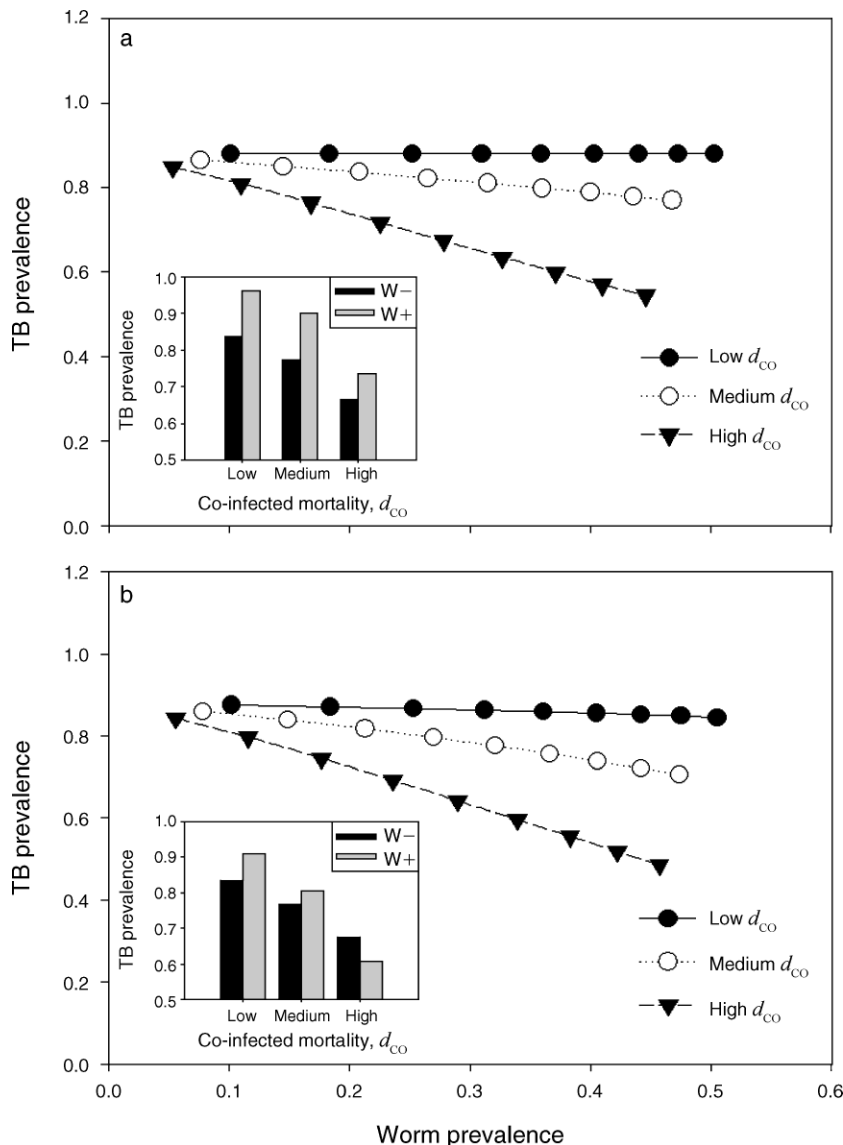 a
1.2
1.0
0.8
0.6
0.4
0.2
0.0
TB prevalence
Low dCO
Medium dCO
High dCO
1.0
0.9
0.8
0.7
0.6
0.5
TB prevalence
W−
W+
Low Medium High
Co-infected mortality, dCO
b
1.2
1.0
0.8
0.6
0.4
0.2
0.0
TB prevalence
Low dCO
Medium dCO
High dCO
1.0
0.9
0.8
0.7
0.6
0.5
TB prevalence
W−
W+
Low Medium High
Co-infected mortality, dCO
0.0 0.1 0.2 0.3 0.4 0.5 0.6
Worm prevalence